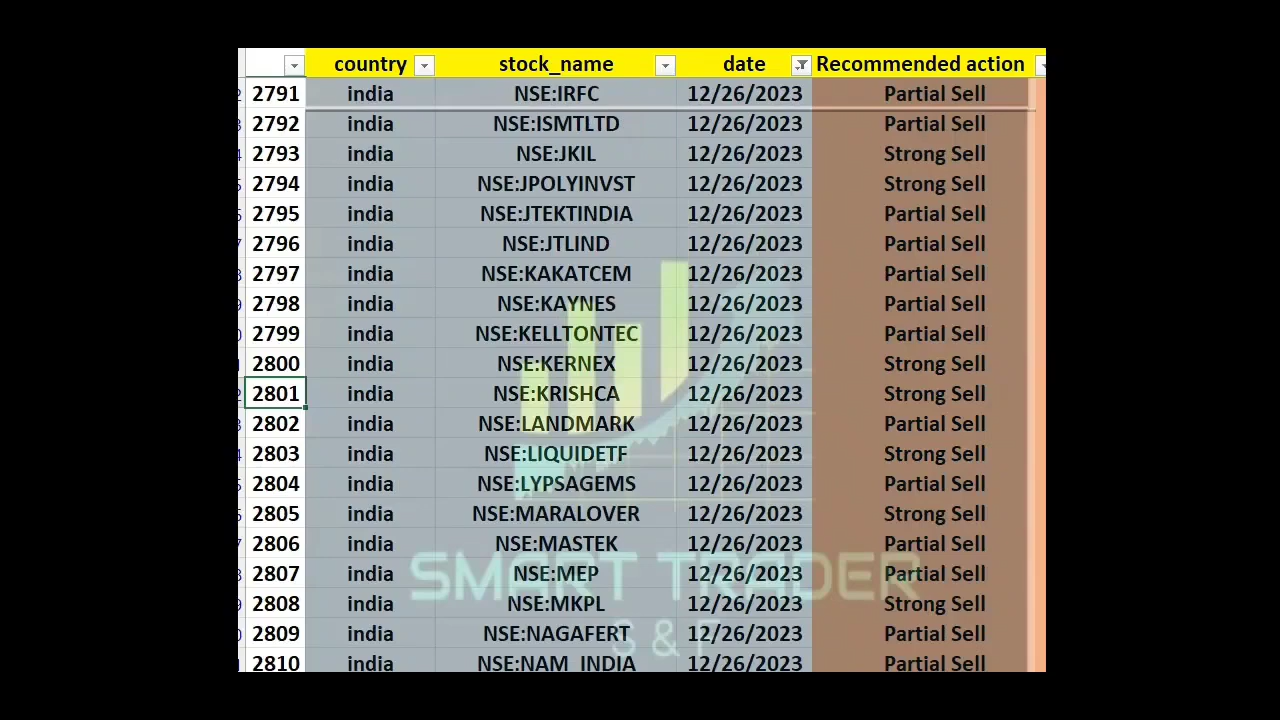 country stock_name date Recommended action
2791 india NSE:IRFC 12/26/2023 Partial Sell
2792 india NSE:ISMTLTD 12/26/2023 Partial Sell
2793 india NSE:JKIL 12/26/2023 Strong Sell
2794 india NSE:JPOLYINVST 12/26/2023 Strong Sell
2795 india NSE:JTEKTINDIA 12/26/2023 Partial Sell
2796 india NSE:JTLIND 12/26/2023 Partial Sell
2797 india NSE:KAKATCEM 12/26/2023 Partial Sell
2798 india NSE:KAYNES 12/26/2023 Partial Sell
2799 india NSE:KELLTONTEC 12/26/2023 Partial Sell
2800 india NSE:KERNEX 12/26/2023 Strong Sell
2801 india NSE:KRISHCA 12/26/2023 Strong Sell
2802 india NSE:LANDMARK 12/26/2023 Partial Sell
2803 india NSE:LIQUIDETF 12/26/2023 Strong Sell
2804 india NSE:LYPSAGEMS 12/26/2023 Partial Sell
2805 india NSE:MARALOVER 12/26/2023 Strong Sell
2806 india NSE:MASTEK 12/26/2023 Partial Sell
2807 india NSE:MEP 12/26/2023 Partial Sell
2808 india NSE:MKPL 12/26/2023 Strong Sell
2809 india NSE:NAGAFERT 12/26/2023 Partial Sell
2810 india NSE:NAM_INDIA 12/26/2023 Partial Sell
SMART TRADER
S & F